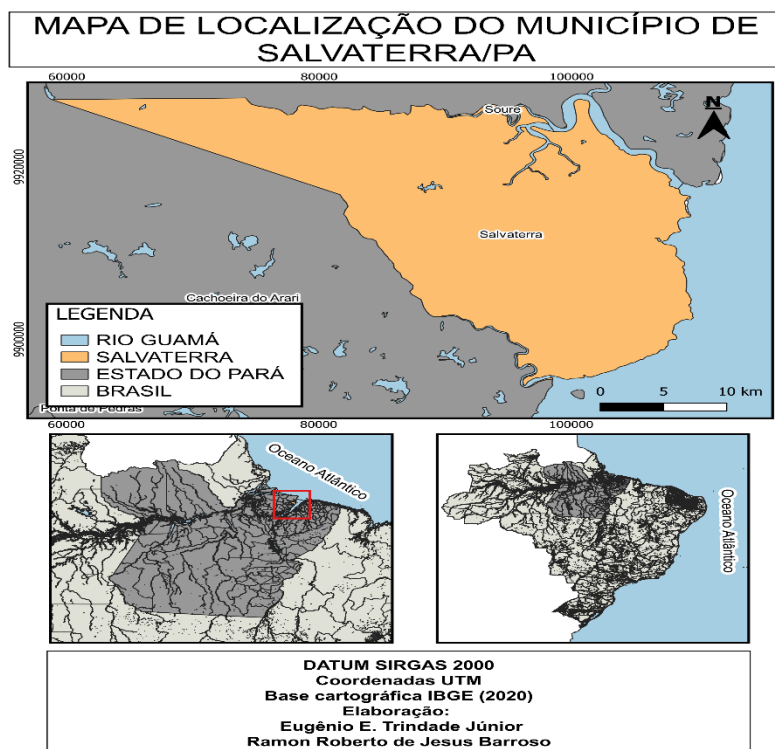 MAPA DE LOCALIZAÇÃO DO MUNICÍPIO DE
SALVATERRA/PA
60000 80000 100000
9920000
9900000
Soure
N
Salvaterra
Cachoeira do Arari
Ponta de Pedras
LEGENDA
RIO GUAMÁ
SALVATERRA
ESTADO DO PARÁ
BRASIL
0 5 10 km
60000 80000 100000
Oceano Atlântico
Oceano Atlântico
DATUM SIRGAS 2000
Coordenadas UTM
Base cartográfica IBGE (2020)
Elaboração:
Eugênio E. Trindade Júnior
Ramon Roberto de Jesus Barroso